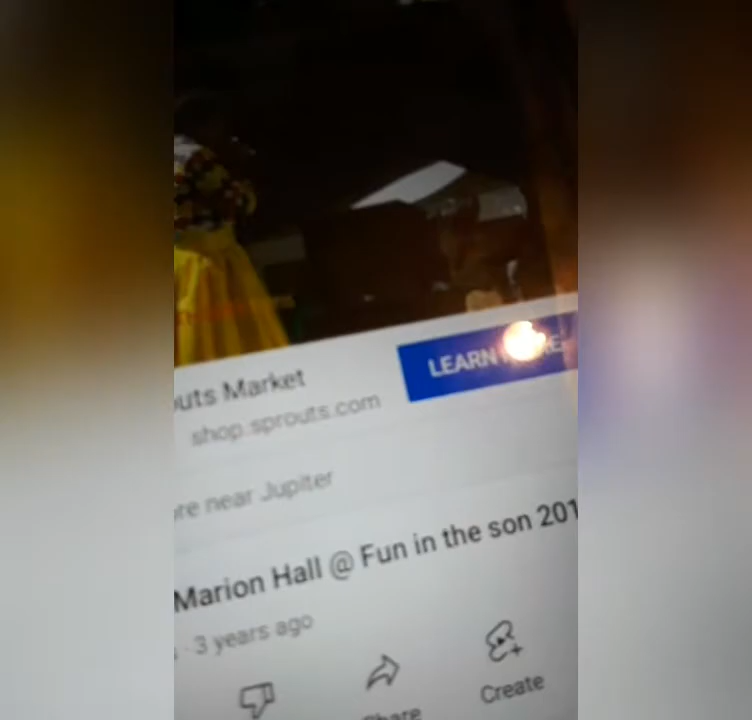 LEARN
outs Market
shop.sprouts.com
re near Jupiter
Marion Hall @ Fun in the son 201
3 years ago
Share
Create